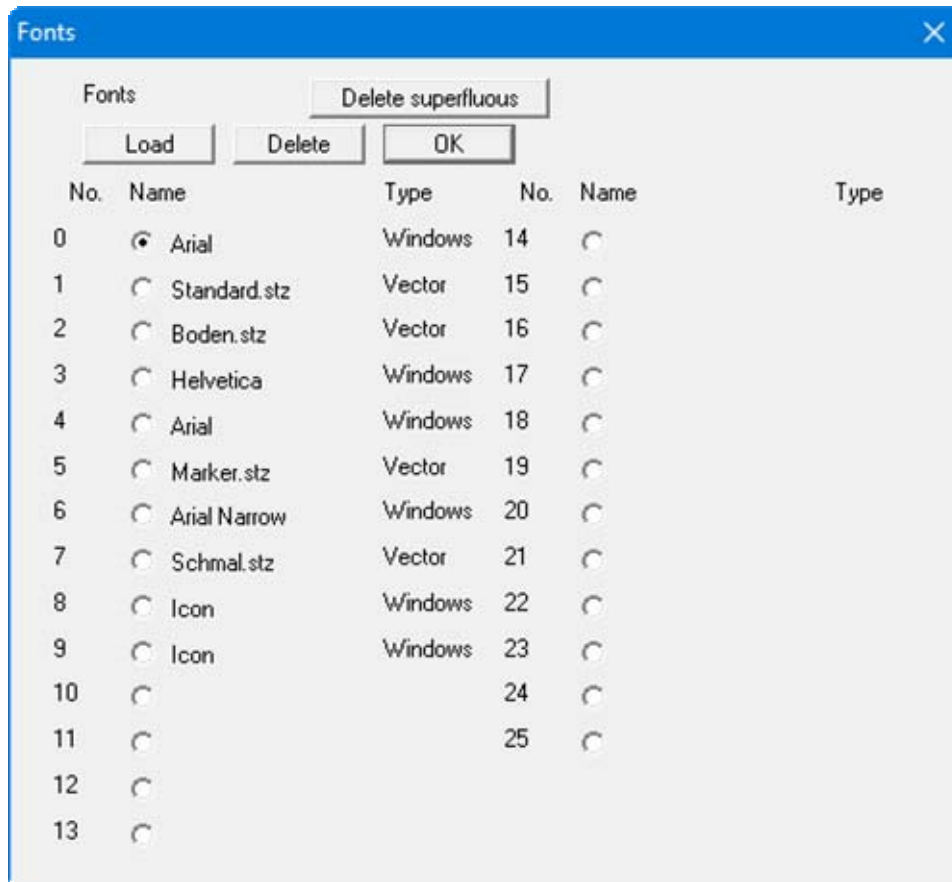 Fonts
Fonts Delete superfluous
Load Delete OK
No. Name Type No. Name Type
0 Arial Windows 14
1 Standard.stz Vector 15
2 Boden.stz Vector 16
3 Helvetica Windows 17
4 Arial Windows 18
5 Marker.stz Vector 19
6 Arial Narrow Windows 20
7 Schmal.stz Vector 21
8 Icon Windows 22
9 Icon Windows 23
10 24
11 25
12
13